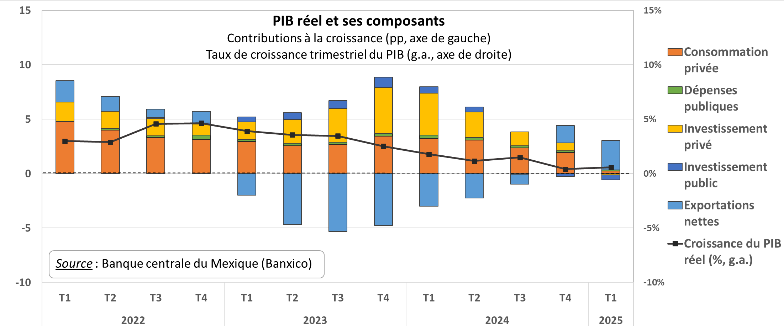 PIB réel et ses composants
Contributions à la croissance (pp, axe de gauche)
Taux de croissance trimestriel du PIB (g.a., axe de droite)
15
10
5
0
-5
-10
15%
10%
5%
0%
-5%
-10%
Consommation
privée
Dépenses
publiques
Investissement
privé
Investissement
public
Exportations
nettes
Croissance du PIB
réel (%, g.a.)
Source : Banque centrale du Mexique (Banxico)
T1 T2 T3 T4 T1 T2 T3 T4 T1 T2 T3 T4 T1
2022 2023 2024 2025